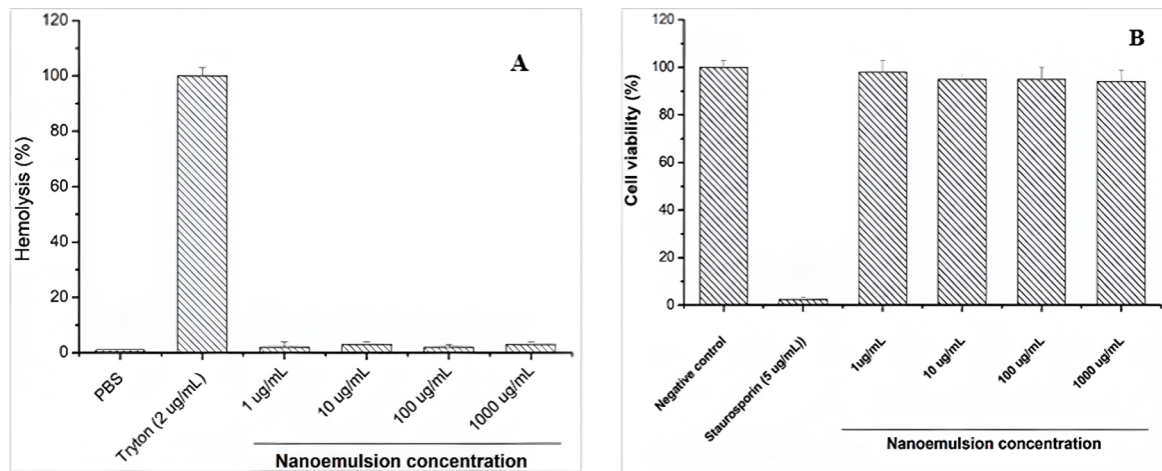 A
Hemolysis (%)
120
100
80
60
40
20
0
PBS
Tryton (2 ug/mL)
1 ug/mL
10 ug/mL
100 ug/mL
1000 ug/mL
Nanoemulsion concentration
B
Cell viability (%)
120
100
80
60
40
20
0
Negative control
Staurosporin (5 ug/mL))
1ug/mL
10 ug/mL
100 ug/mL
1000 ug/mL
Nanoemulsion concentration